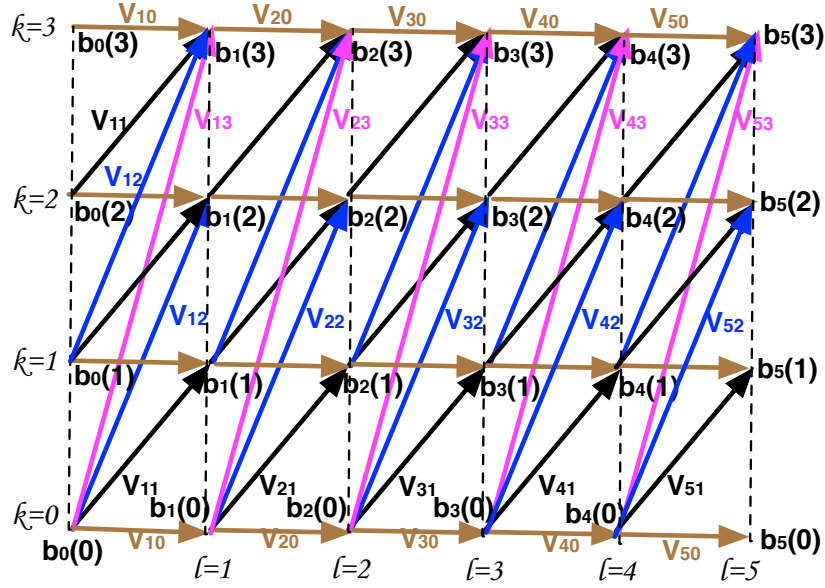 V10 V20 V30 V40 V50
k=3 b0(3) b1(3) b2(3) b3(3) b4(3) b5(3)
V11 V13 V23 V33 V43 V53
V12
k=2 b0(2) b1(2) b2(2) b3(2) b4(2) b5(2)
V12 V22 V32 V42 V52
k=1 b0(1) b1(1) b2(1) b3(1) b4(1) b5(1)
V11 V21 V31 V41 V51
k=0 b1(0) b2(0) b3(0) b4(0)
b0(0) V10 V20 V30 V40 V50 b5(0)
l=1 l=2 l=3 l=4 l=5